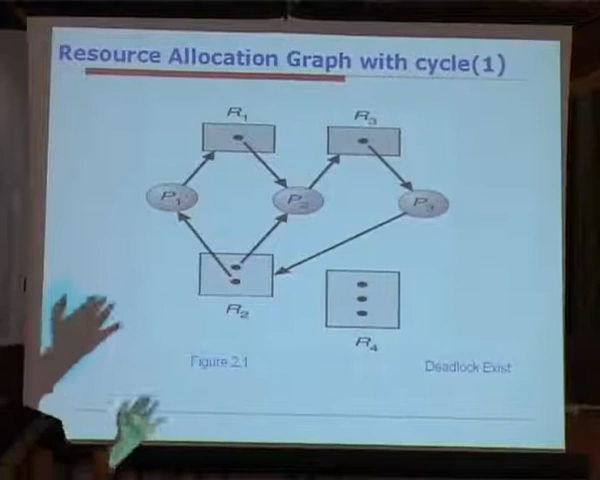 Resource Allocation Graph with cycle(1)
R1
R3
P1
P2
P3
R2
R4
Figure 2.1
Deadlock Exist